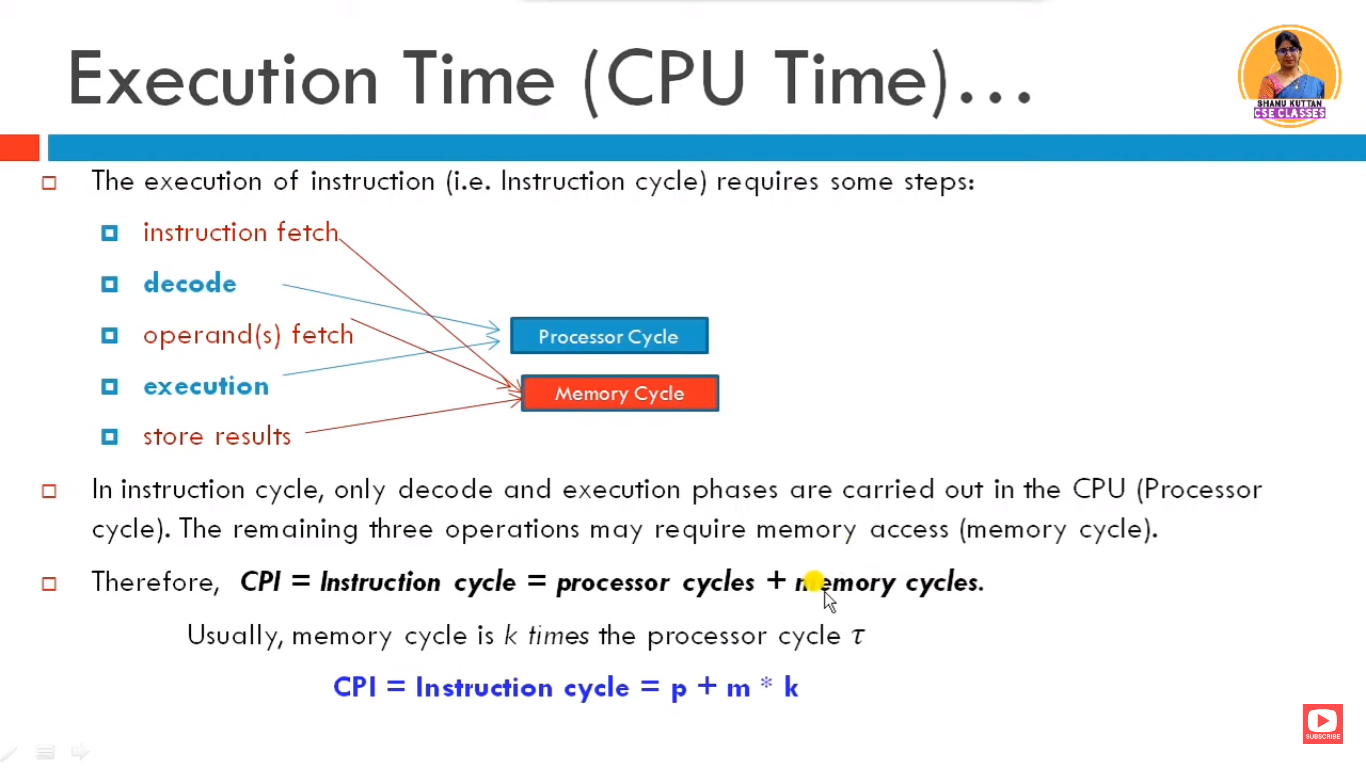 Execution Time (CPU Time)...
SHANU KUTTAN
CSE CLASSES
The execution of instruction (i.e. Instruction cycle) requires some steps:
instruction fetch
decode
operand(s) fetch
execution
store results
Processor Cycle
Memory Cycle
In instruction cycle, only decode and execution phases are carried out in the CPU (Processor
cycle). The remaining three operations may require memory access (memory cycle).
Therefore, CPI = Instruction cycle = processor cycles + memory cycles.
Usually, memory cycle is k times the processor cycle τ
CPI = Instruction cycle = p + m * k
SUBSCRIBE